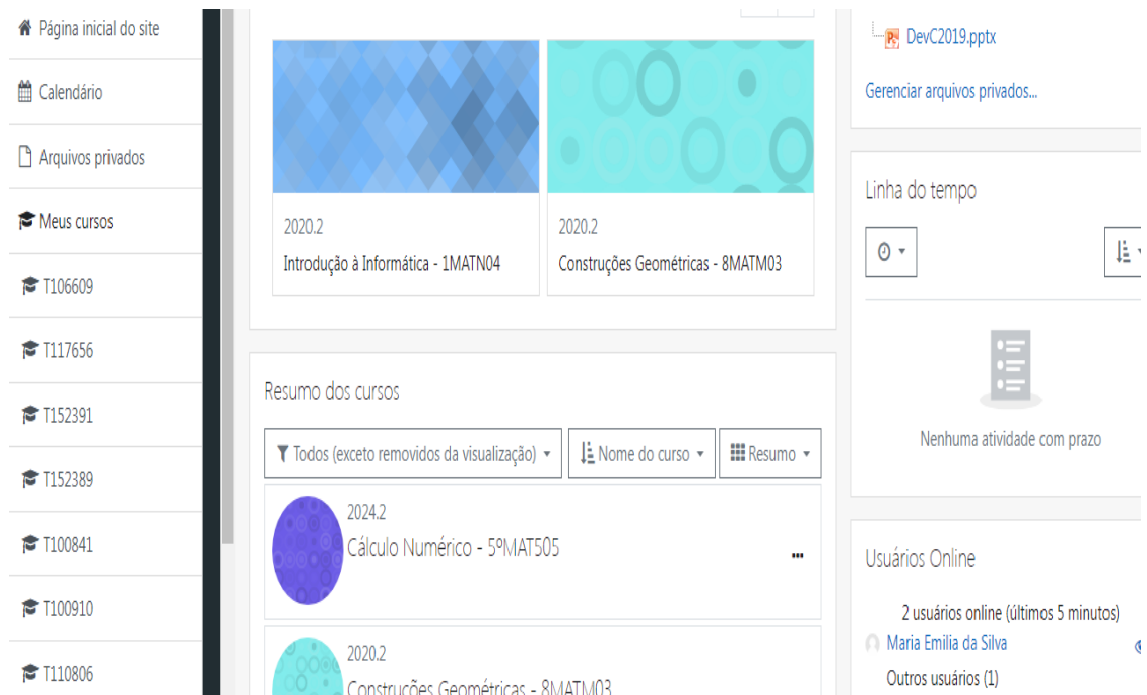 Página inicial do site
Calendário
Arquivos privados
Meus cursos
T106609
T117656
T152391
T152389
T100841
T100910
T110806
2020.2
Introdução à Informática - 1MATN04
2020.2
Construções Geométricas - 8MATM03
Resumo dos cursos
Todos (exceto removidos da visualização)
Nome do curso
Resumo
2024.2
Cálculo Numérico - 5ºMAT505
...
2020.2
Construções Geométricas - 8MATM03
DevC2019.pptx
Gerenciar arquivos privados...
Linha do tempo
Nenhuma atividade com prazo
Usuários Online
2 usuários online (últimos 5 minutos)
Maria Emilia da Silva
Outros usuários (1)